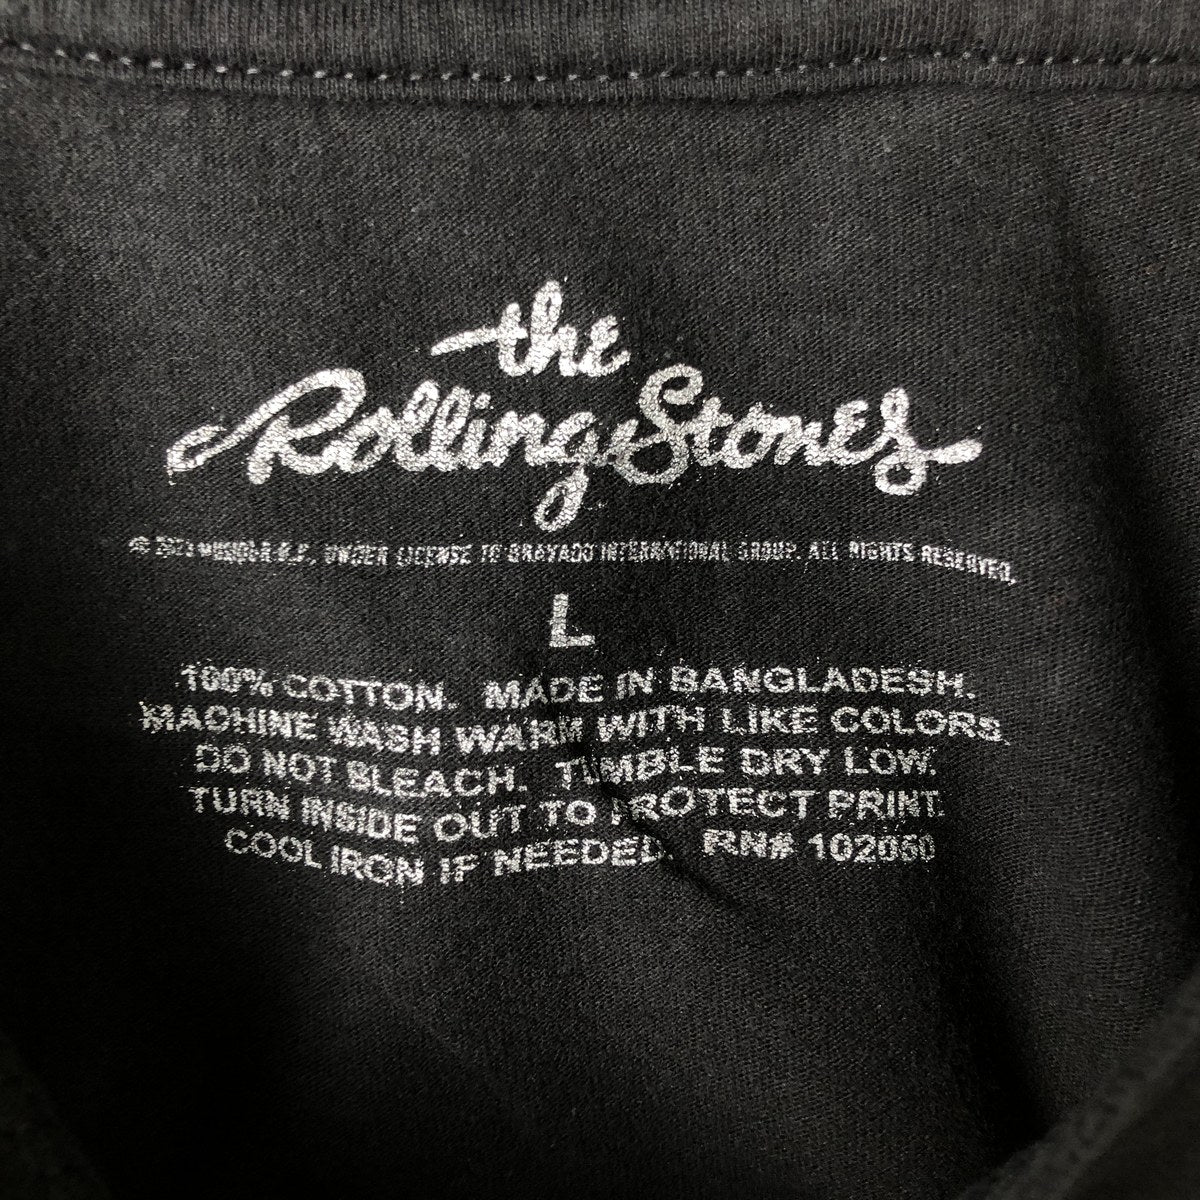 the
Rolling Stones
© MUSIDOR B.V., UNDER LICENSE TO BRAVADO INTERNATIONAL GROUP. ALL RIGHTS RESERVED.
L
100% COTTON. MADE IN BANGLADESH.
MACHINE WASH WARM WITH LIKE COLORS.
DO NOT BLEACH. TUMBLE DRY LOW.
TURN INSIDE OUT TO PROTECT PRINT.
COOL IRON IF NEEDED. RN# 102050